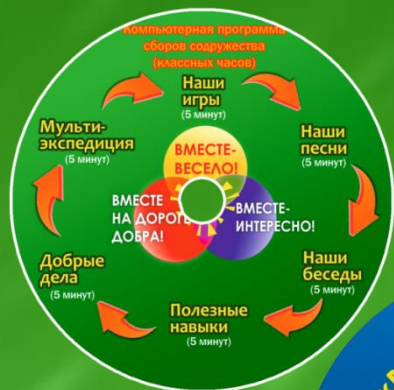 Компьютерная программа
сборов содружества
(классных часов)
Наши
игры
(5 минут)
Наши
песни
(5 минут)
Наши
беседы
(5 минут)
Полезные
навыки
(5 минут)
Добрые
дела
(5 минут)
Мульти-
экспедиция
(5 минут)
ВМЕСТЕ-
ВЕСЕЛО!
ВМЕСТЕ-
ИНТЕРЕСНО!
ВМЕСТЕ
НА ДОРОГЕ
ДОБРА!